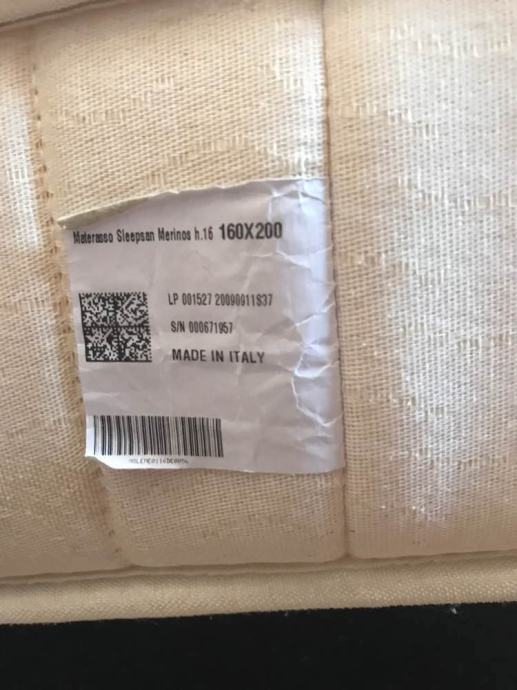 Materasso Sleepsan Merinos h.16 160X200
LP 001527 20090911S37
S/N 000671957
MADE IN ITALY